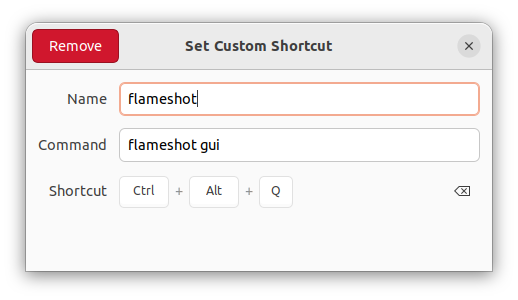 Remove Set Custom Shortcut
Name flameshot
Command flameshot gui
Shortcut Ctrl + Alt + Q